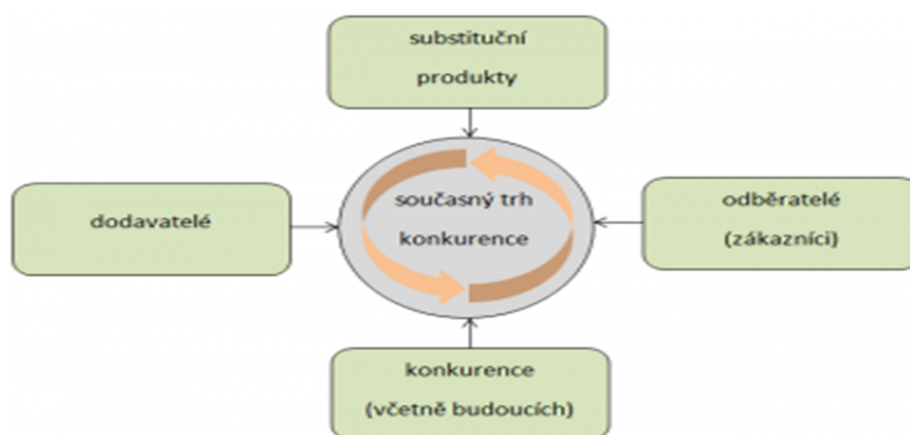 substituční
produkty
dodavatelé
současný trh
konkurence
odběratelé
(zákazníci)
konkurence
(včetně budoucích)